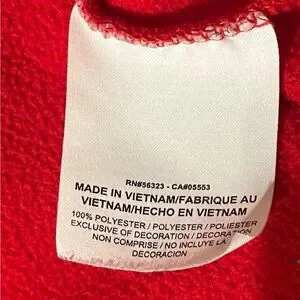 RN#56323 - CA#05553
MADE IN VIETNAM/FABRIQUE AU
VIETNAM/HECHO EN VIETNAM
100% POLYESTER / POLYESTER / POLIESTER
EXCLUSIVE OF DECORATION / DECORATION
NON COMPRISE / NO INCLUYE LA
DECORACION